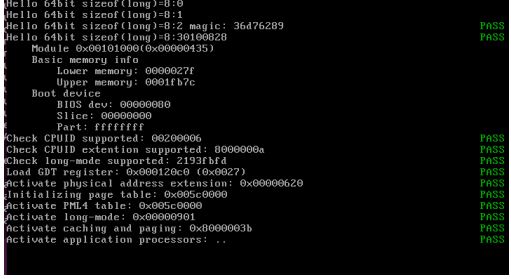 Hello 64bit sizeof(long)=8:0
Hello 64bit sizeof(long)=8:1
Hello 64bit sizeof(long)=8:2 magic: 36d76289 PASS
Hello 64bit sizeof(long)=8:30100828 PASS
Module 0x00101000(0x00000435)
Basic memory info
Lower memory: 0000027f
Upper memory: 0001fb7c
Boot device
BIOS dev: 00000080
Slice: 00000000
Part: ffffffff
Check CPUID supported: 00200006 PASS
Check CPUID extention supported: 8000000a PASS
Check long-mode supported: 2193fbfd PASS
Load GDT register: 0x000120c0 (0x0027) PASS
Activate physical address extension: 0x00000620 PASS
Initializing page table: 0x005c0000 PASS
Activate PML4 table: 0x005c0000 PASS
Activate long-mode: 0x00000901 PASS
Activate caching and paging: 0x8000003b PASS
Activate application processors: .. PASS